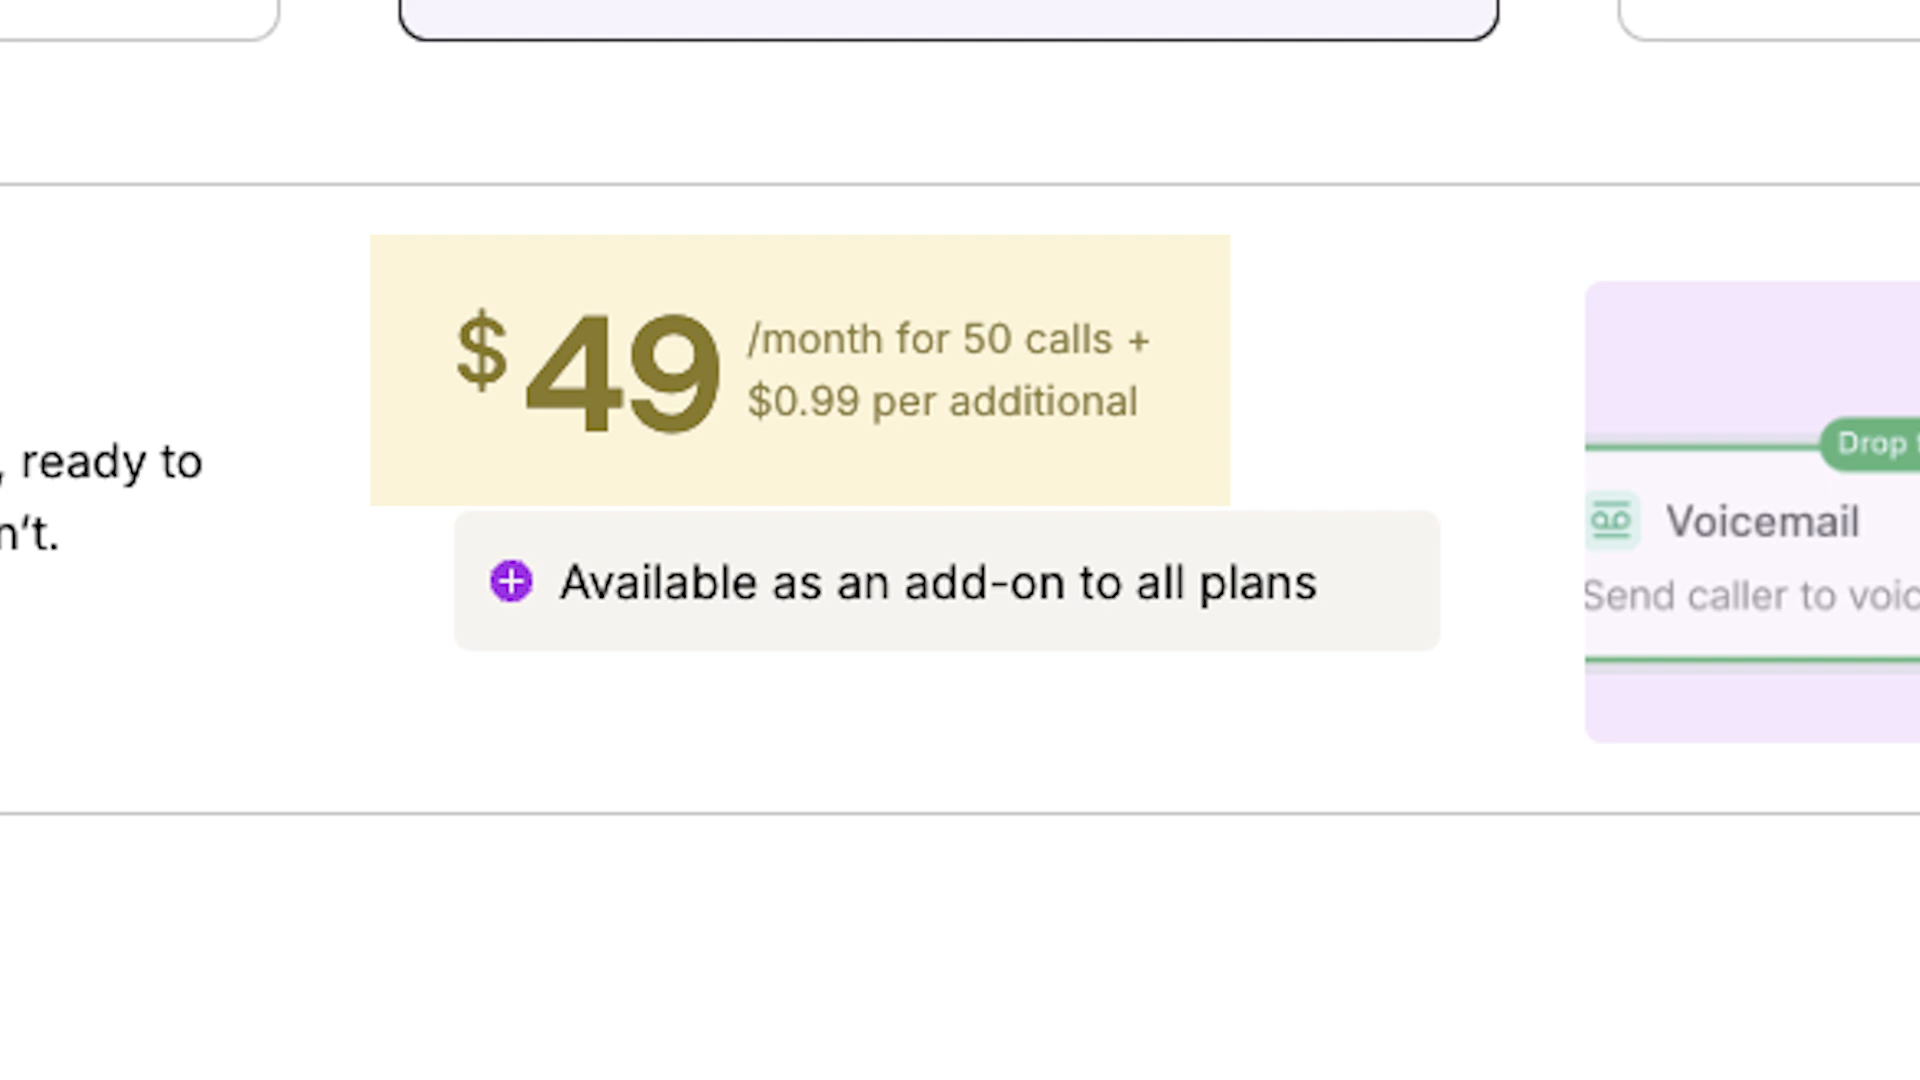 , ready to
n’t.
$49 /month for 50 calls +
$0.99 per additional
Available as an add-on to all plans
Drop
Voicemail
Send caller to